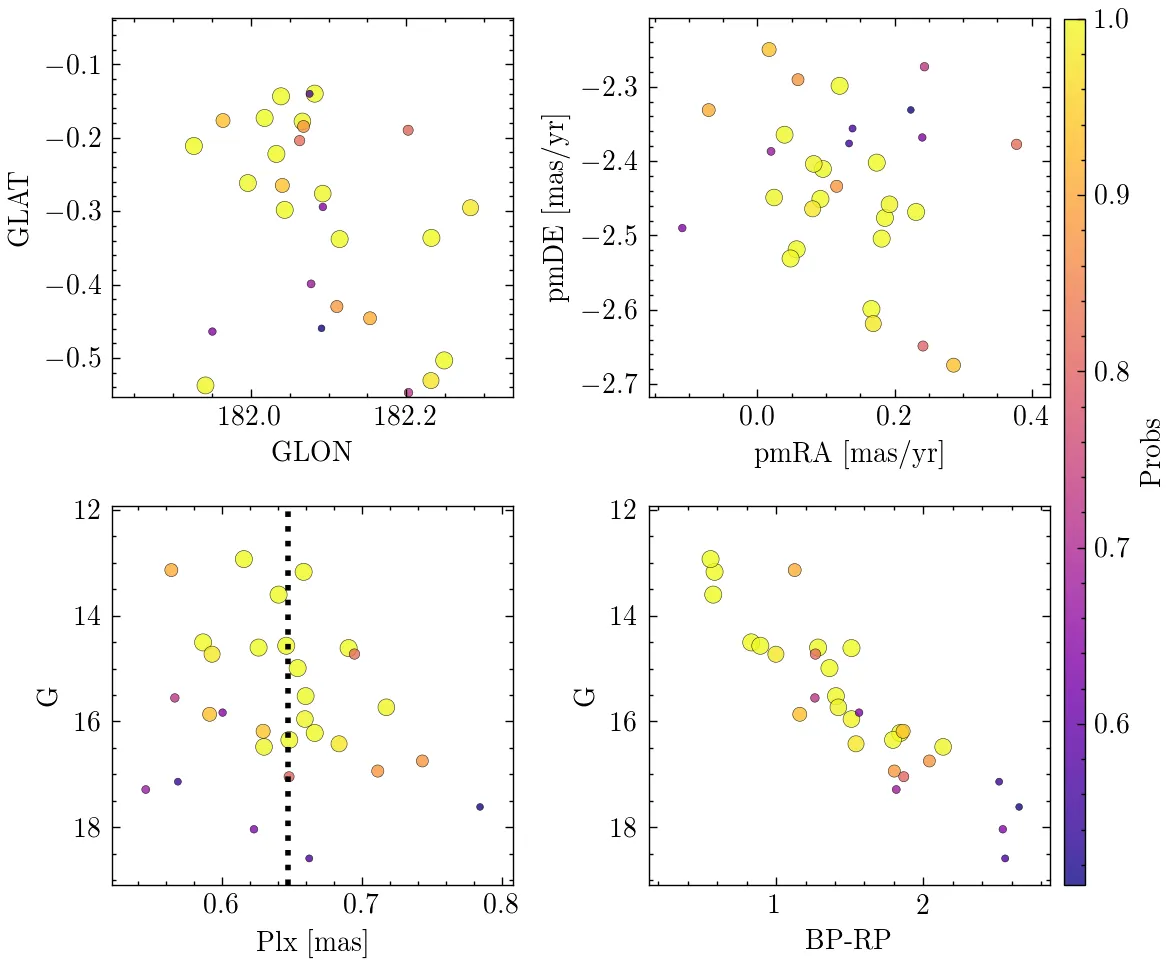 −0.1
−0.2
−0.3
−0.4
−0.5
GLAT
182.0 182.2
GLON
−2.3
−2.4
−2.5
−2.6
−2.7
pmDE [mas/yr]
0.0 0.2 0.4
pmRA [mas/yr]
12
14
16
18
G
0.6 0.7 0.8
Plx [mas]
12
14
16
18
G
1 2
BP-RP
1.0
0.9
0.8
0.7
0.6
Probs